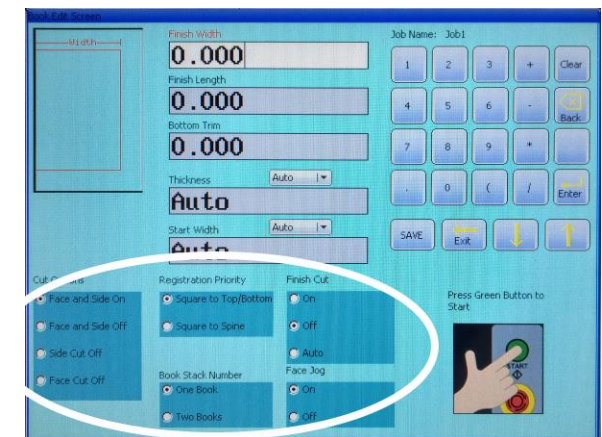 Book Edit Screen
Width
Finish Width
0.000
Finish Length
0.000
Bottom Trim
0.000
Thickness
Auto
Auto
Start Width
Auto
Auto
Job Name: Job1
1 2 3 + Clear
4 5 6 - Back
7 8 9 *
. 0 ( / Enter
SAVE Exit
Cut Options
Face and Side On
Face and Side Off
Side Cut Off
Face Cut Off
Registration Priority
Square to Top/Bottom
Square to Spine
Book Stack Number
One Book
Two Books
Finish Cut
On
Off
Auto
Face Jog
On
Off
Press Green Button to
Start
START